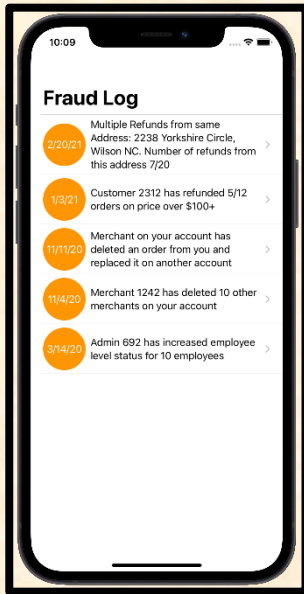 10:09
Fraud Log
2/20/21
Multiple Refunds from same
Address: 2238 Yorkshire Circle,
Wilson NC. Number of refunds from
this address 7/20
1/3/21
Customer 2312 has refunded 5/12
orders on price over $100+
11/11/20
Merchant on your account has
deleted an order from you and
replaced it on another account
11/4/20
Merchant 1242 has deleted 10 other
merchants on your account
3/14/20
Admin 692 has increased employee
level status for 10 employees